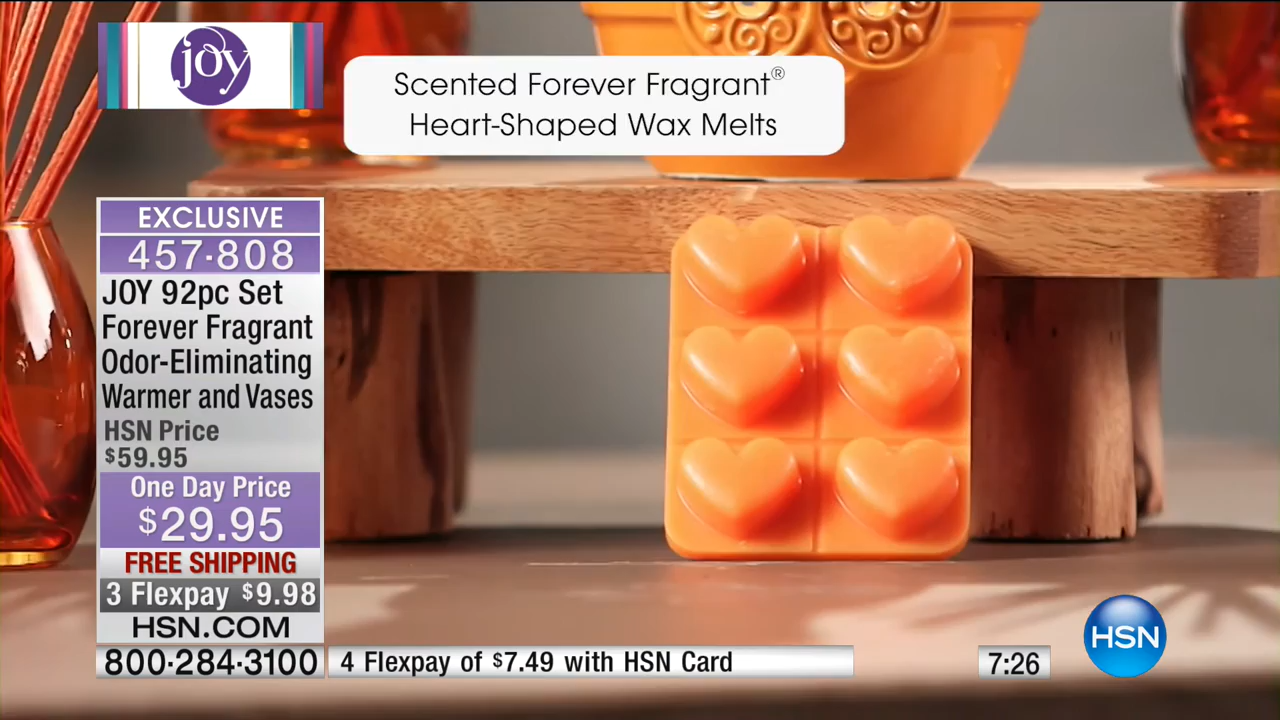 joy
Scented Forever Fragrant®
Heart-Shaped Wax Melts
EXCLUSIVE
457·808
JOY 92pc Set
Forever Fragrant
Odor-Eliminating
Warmer and Vases
HSN Price
$59.95
One Day Price
$29.95
FREE SHIPPING
3 Flexpay $9.98
HSN.COM
800·284·3100
4 Flexpay of $7.49 with HSN Card
7:26
HSN